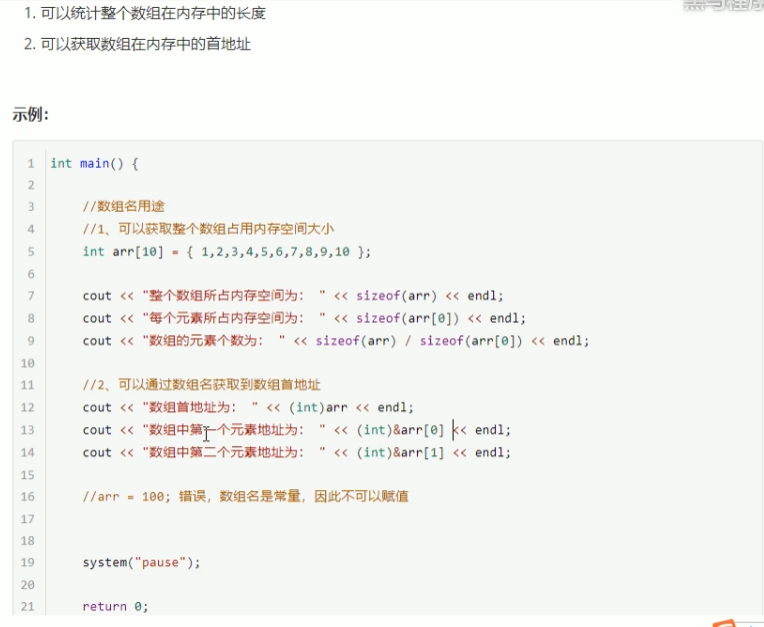 黑马程序
1. 可以统计整个数组在内存中的长度
2. 可以获取数组在内存中的首地址
示例：
1 int main() {
2
3 //数组名用途
4 //1、可以获取整个数组占用内存空间大小
5 int arr[10] = { 1,2,3,4,5,6,7,8,9,10 };
6
7 cout << "整个数组所占内存空间为： " << sizeof(arr) << endl;
8 cout << "每个元素所占内存空间为： " << sizeof(arr[0]) << endl;
9 cout << "数组的元素个数为： " << sizeof(arr) / sizeof(arr[0]) << endl;
10
11 //2、可以通过数组名获取到数组首地址
12 cout << "数组首地址为： " << (int)arr << endl;
13 cout << "数组中第一个元素地址为： " << (int)&arr[0] << endl;
14 cout << "数组中第二个元素地址为： " << (int)&arr[1] << endl;
15
16 //arr = 100; 错误，数组名是常量，因此不可以赋值
17
18
19 system("pause");
20
21 return 0;